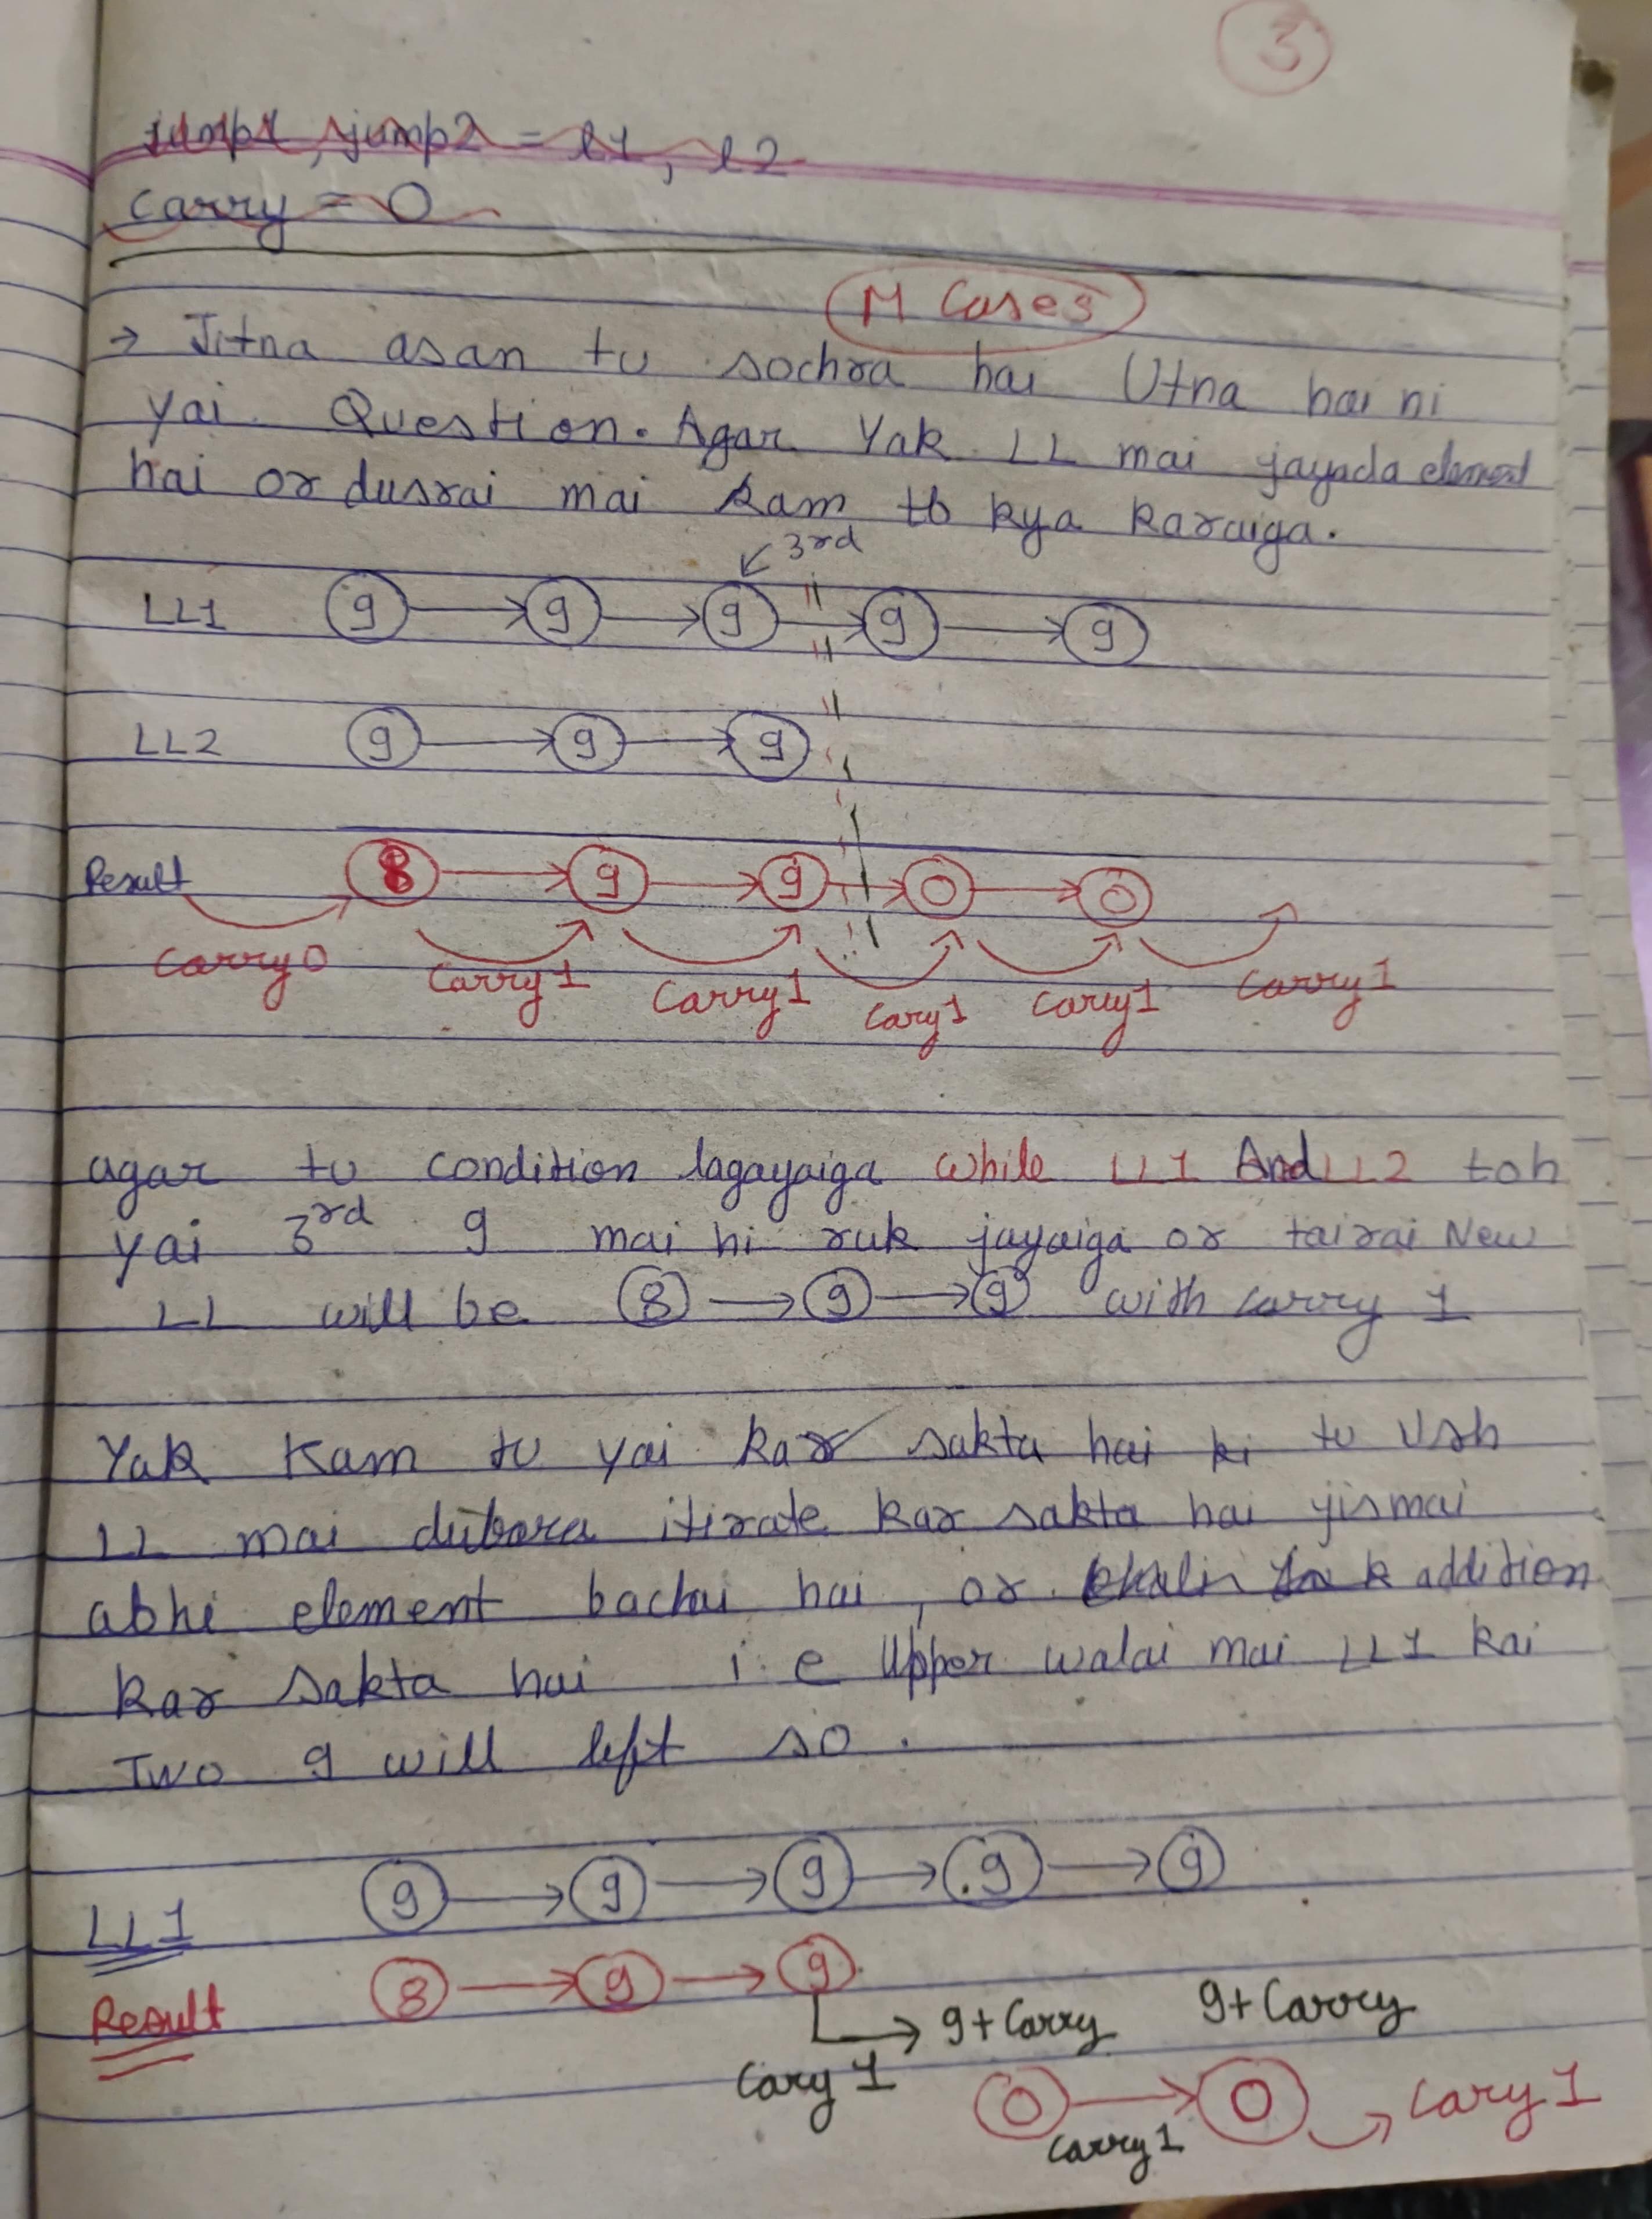 3
jump1, jump2 = l1, l2
carry = 0
M Cases
→ Jitna asan tu sochra hai Utna hai ni
yai Question. Agar Yak LL mai jayada element
hai or dusrai mai kam to kya karaiga.
3rd
LL1 9 → 9 → 9 → 9 → 9
LL2 9 → 9 → 9
Result 8 → 9 → 9 → 0 → 0
Carry 0 Carry 1 Carry 1 Cary 1 Cary 1 Carry 1
agar tu condition lagayaiga while LL1 And LL2 toh
yai 3rd 9 mai hi ruk jayaiga or tairai New
LL will be 8 → 9 → 9 with carry 1
Yak Kam tu yai kar sakta hai ki tu Ush
LL mai dubara itirate kar sakta hai jismai
abhi element bachai hai, or addition
kar sakta hai i.e Upper walai mai LL1 kai
Two 9 will left so.
LL1 9 → 9 → 9 → 9 → 9
Result 8 → 9 → 9
→ 9+Carry 9+Carry
Cary 1
0 → 0 Cary 1
Carry 1